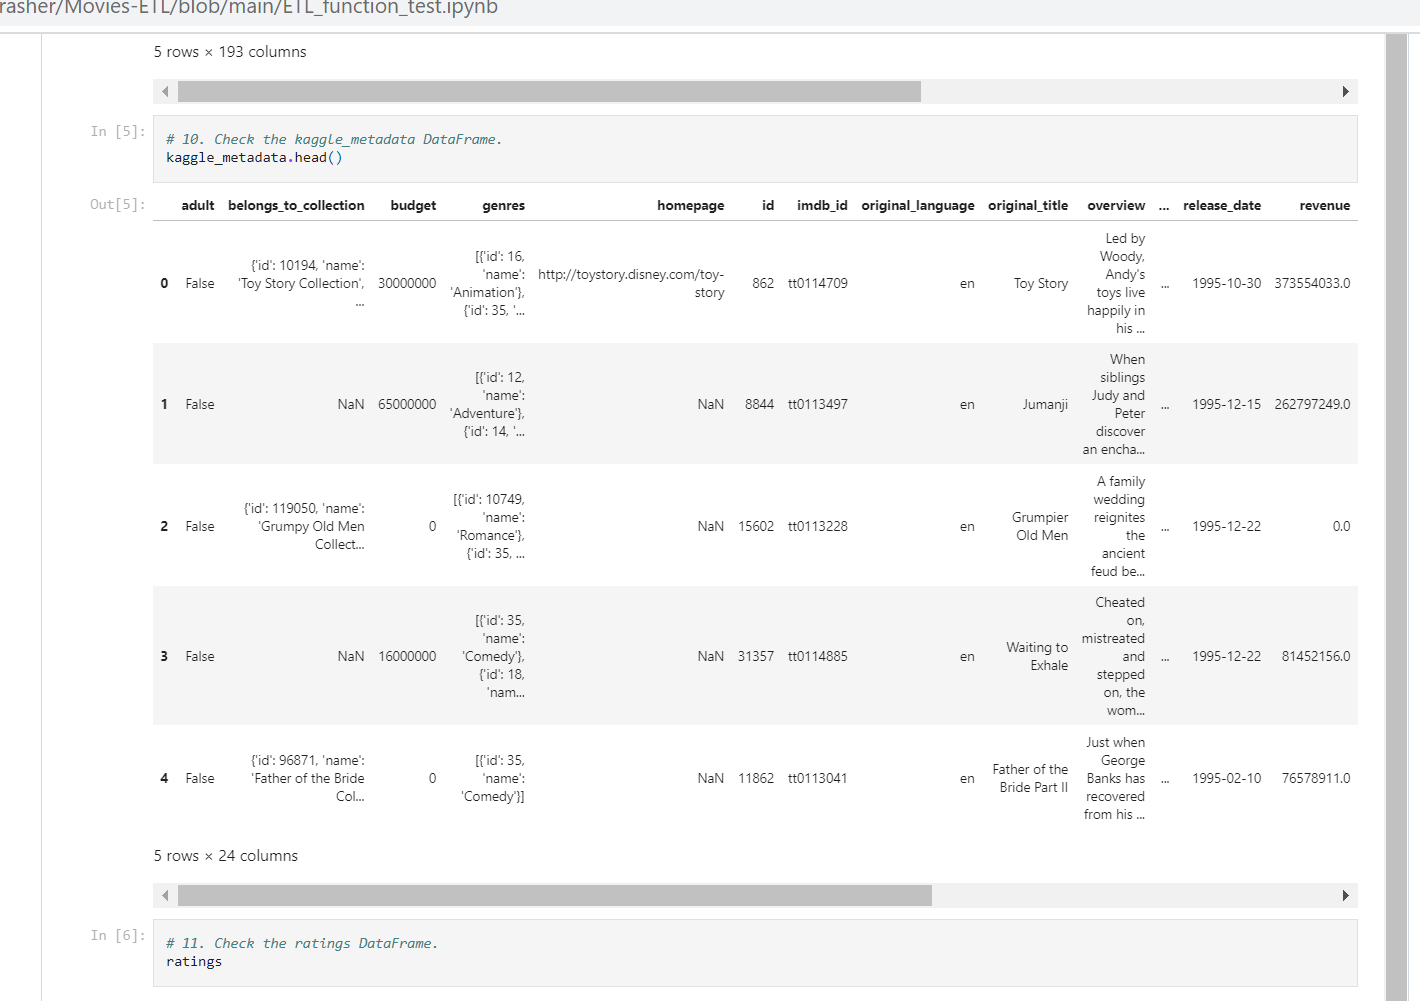 rasher/Movies-ETL/blob/main/ETL_function_test.ipynb
5 rows × 193 columns
In [5]:
# 10. Check the kaggle_metadata DataFrame.
kaggle_metadata.head()
Out[5]:
adult belongs_to_collection budget genres homepage id imdb_id original_language original_title overview ... release_date revenue
0 False {'id': 10194, 'name': 'Toy Story Collection', ... 30000000 [{'id': 16, 'name': 'Animation'}, {'id': 35, '... http://toystory.disney.com/toy-story 862 tt0114709 en Toy Story Led by Woody, Andy's toys live happily in his ... ... 1995-10-30 373554033.0
1 False NaN 65000000 [{'id': 12, 'name': 'Adventure'}, {'id': 14, '... NaN 8844 tt0113497 en Jumanji When siblings Judy and Peter discover an encha... ... 1995-12-15 262797249.0
2 False {'id': 119050, 'name': 'Grumpy Old Men Collect... 0 [{'id': 10749, 'name': 'Romance'}, {'id': 35, ... NaN 15602 tt0113228 en Grumpier Old Men A family wedding reignites the ancient feud be... ... 1995-12-22 0.0
3 False NaN 16000000 [{'id': 35, 'name': 'Comedy'}, {'id': 18, 'nam... NaN 31357 tt0114885 en Waiting to Exhale Cheated on, mistreated and stepped on, the wom... ... 1995-12-22 81452156.0
4 False {'id': 96871, 'name': 'Father of the Bride Col... 0 [{'id': 35, 'name': 'Comedy'}] NaN 11862 tt0113041 en Father of the Bride Part II Just when George Banks has recovered from his ... ... 1995-02-10 76578911.0
5 rows × 24 columns
In [6]:
# 11. Check the ratings DataFrame.
ratings